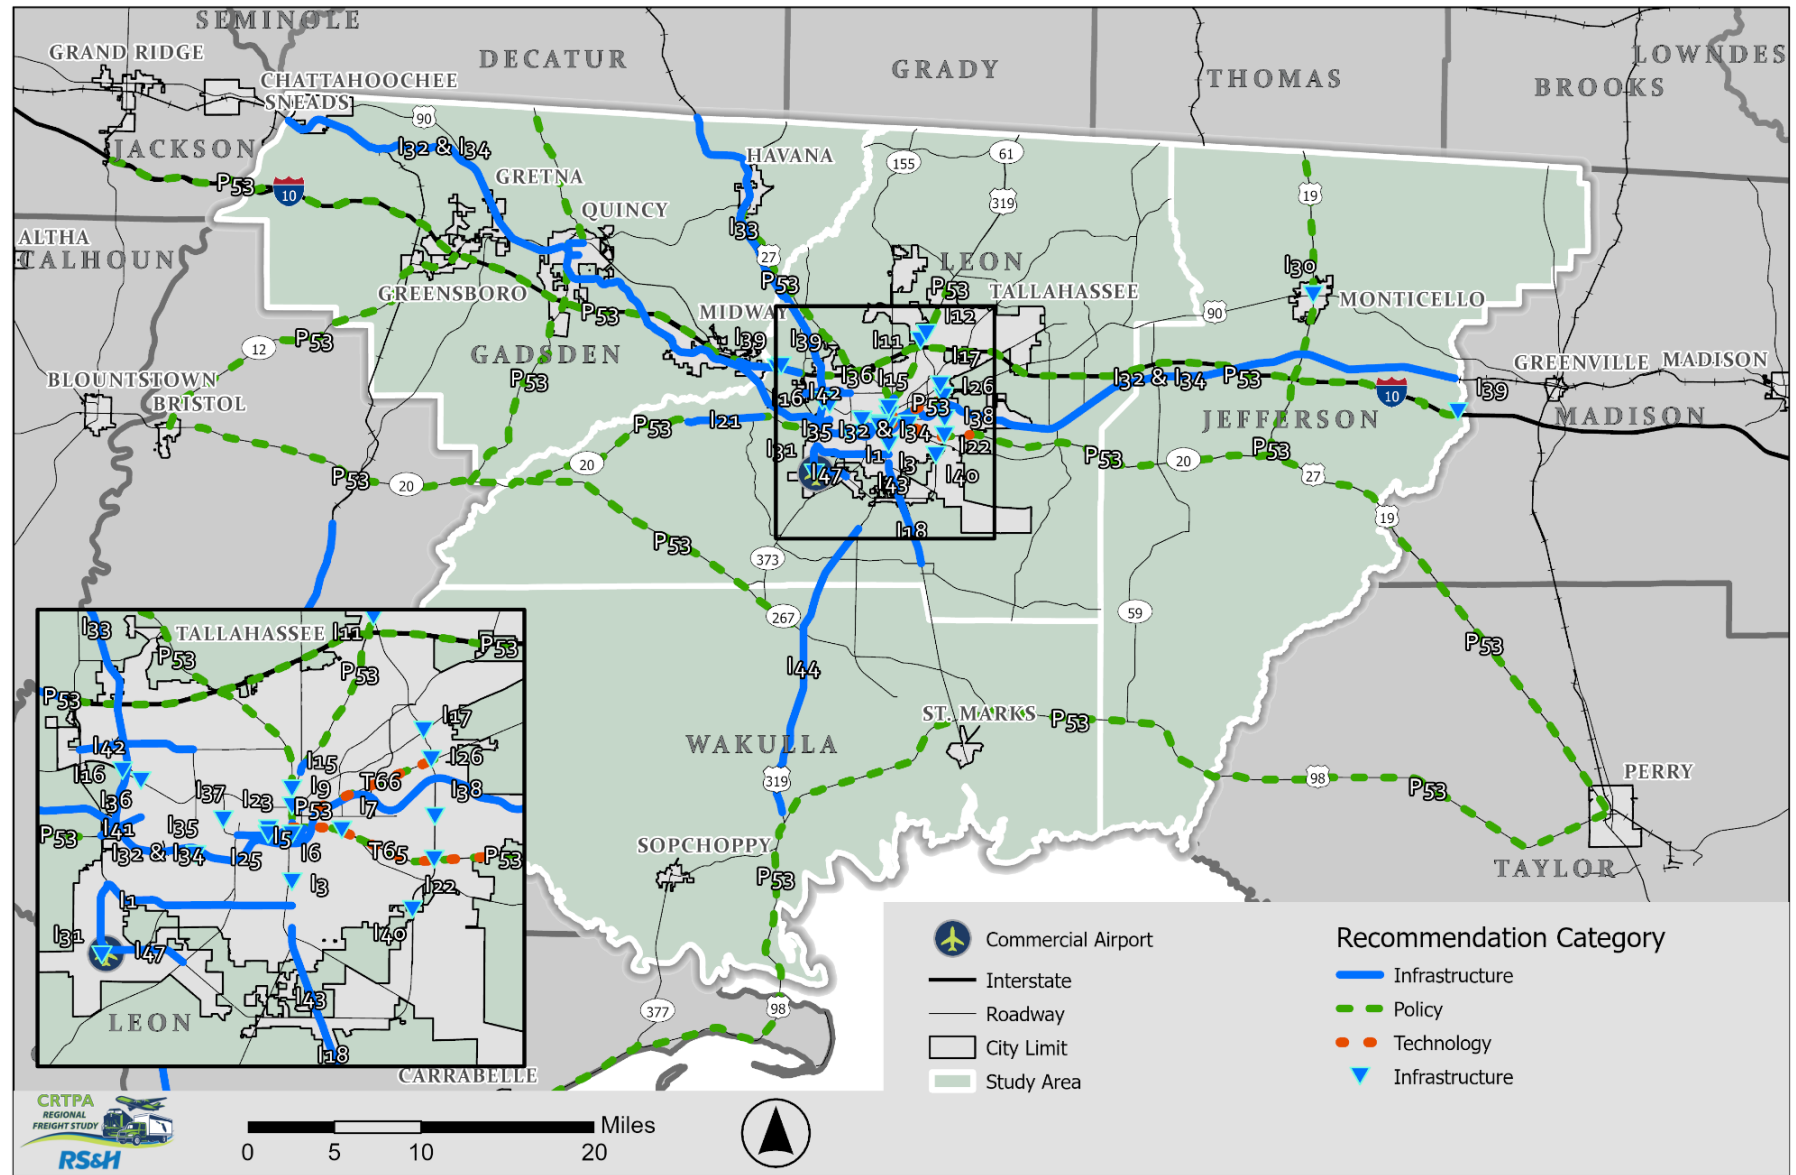 SEMINOLE
GRAND RIDGE
DECATUR
GRADY
THOMAS
LOWNDES
BROOKS
CHATTAHOOCHEE
SNEADS
90
JACKSON
I32 & I34
HAVANA
155
61
P53
10
GRETNA
319
19
QUINCY
I33
ALTHA
CALHOUN
27
LEON
I30
P53
P53
TALLAHASSEE
GREENSBORO
MONTICELLO
P53
MIDWAY
I12
90
12
P53
GADSDEN
I39
I39
I11
I17
GREENVILLE
MADISON
BLOUNTSTOWN
P53
I36
I15
I26
I32 & I34
P53
I39
BRISTOL
I16
I42
P53
I38
10
JEFFERSON
MADISON
P53
I21
I35
I32 & I34
I31
I1
I3
I22
P53
20
P53
20
P53
20
I47
I43
I40
27
19
I18
P53
373
59
267
P53
I44
ST. MARKS
P53
WAKULLA
319
98
P53
PERRY
SOPCHOPPY
P53
TAYLOR
377
98
CARRABELLE
I33
TALLAHASSEE
I11
P53
P53
P53
P53
I42
I17
I16
I15
I26
I36
I37
I23
I9
T66
I38
P53
I7
P53
I41
I35
I5
I32 & I34
I25
I6
T65
P53
I1
I3
I22
I31
I47
I40
LEON
I43
I18
Commercial Airport
Interstate
Roadway
City Limit
Study Area
Recommendation Category
Infrastructure
Policy
Technology
Infrastructure
CRTPA
REGIONAL
FREIGHT STUDY
RS&H
Miles
0 5 10 20